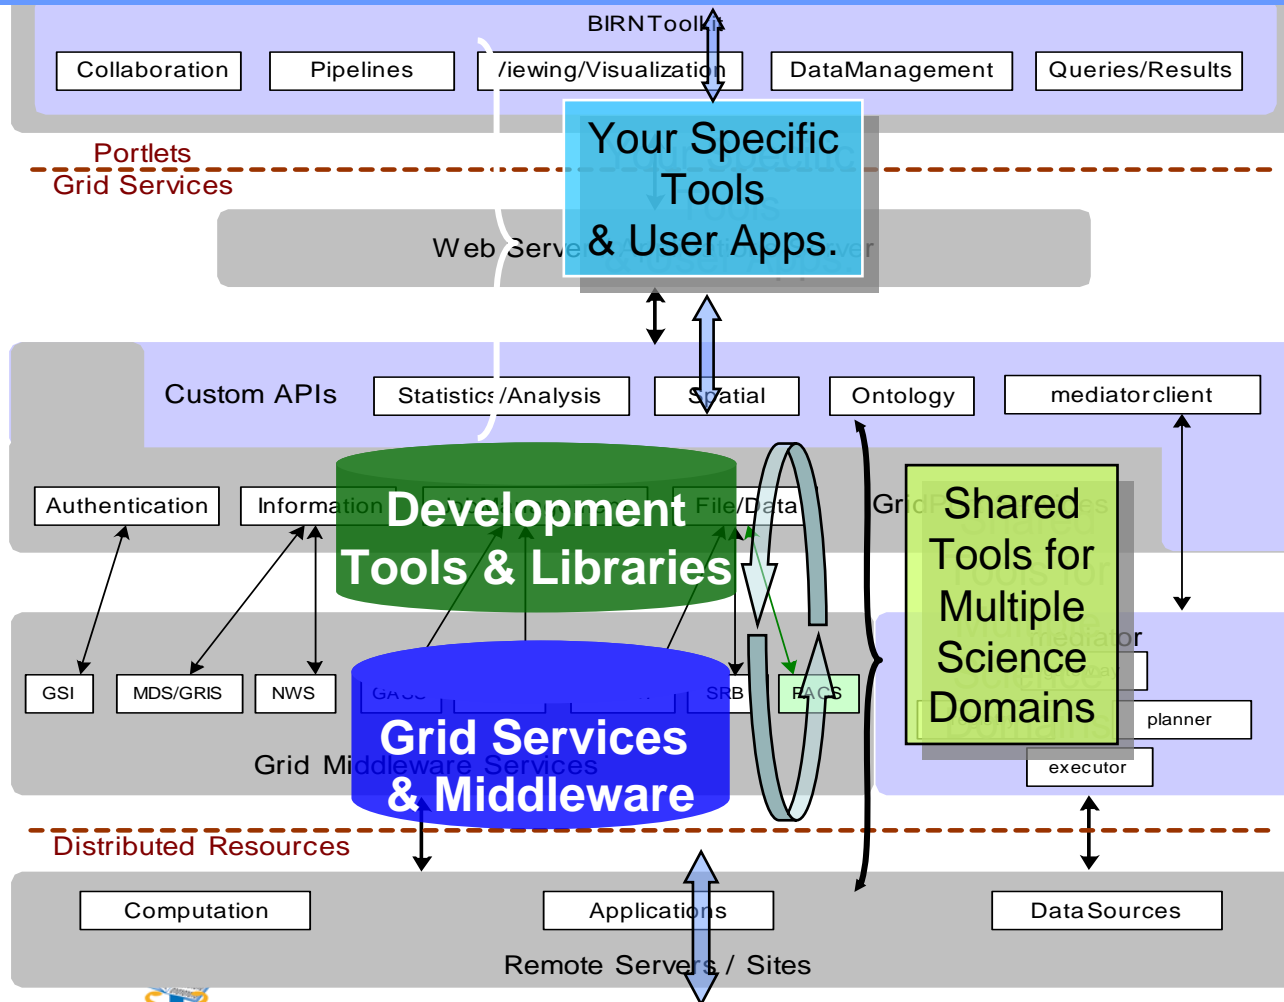 BIRNToolkit
Collaboration
Pipelines
Viewing/Visualization
DataManagement
Queries/Results
Your Specific
Tools
& User Apps.
Portlets
Grid Services
Web Server
Custom APIs
Statistics/Analysis
Spatial
Ontology
mediatorclient
Authentication
Information
File/Data
Development
Tools & Libraries
Shared
Tools for
Multiple
Science
Domains
mediator
GSI
MDS/GRIS
NWS
SRB
PACS
planner
executor
Grid Services
& Middleware
Grid Middleware Services
Distributed Resources
Computation
Applications
DataSources
Remote Servers / Sites